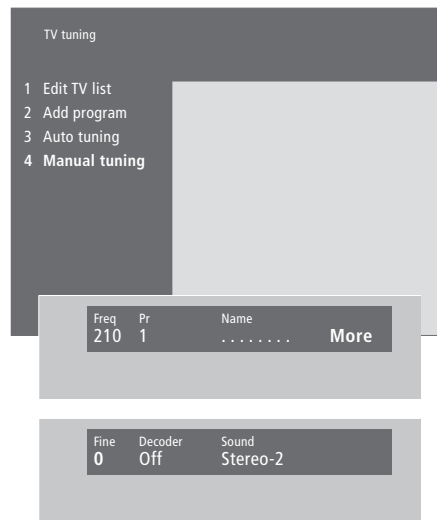 TV tuning
1 Edit TV list
2 Add program
3 Auto tuning
4 Manual tuning
Freq Pr Name
210 1 . . . . . . . . More
Fine Decoder Sound
0 Off Stereo-2